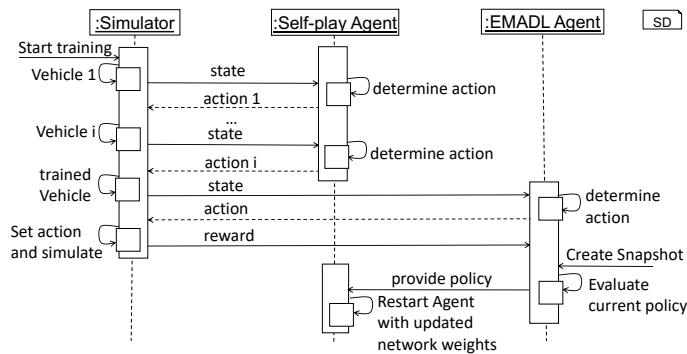 :Simulator
:Self-play Agent
:EMADL Agent
SD
Start training
Vehicle 1
state
determine action
action 1
...
Vehicle i
state
determine action
action i
trained
Vehicle
state
determine
action
action
Set action
and simulate
reward
Create Snapshot
provide policy
Evaluate
current policy
Restart Agent
with updated
network weights